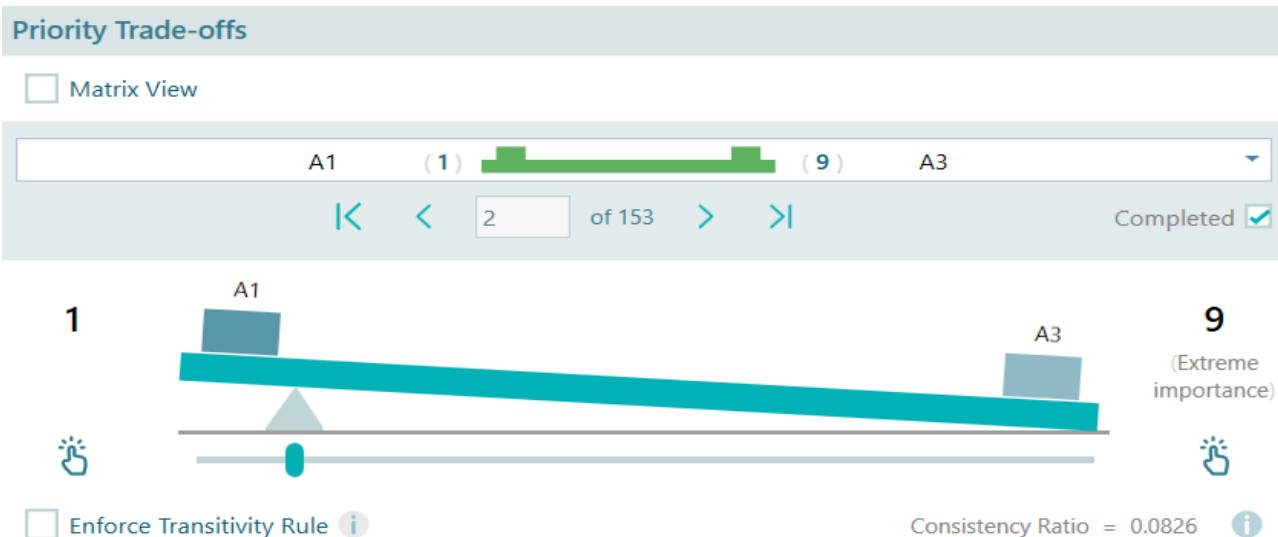 Priority Trade-offs
Matrix View
A1 (1) (9) A3
2 of 153 Completed
A1
1
A3
9
(Extreme
importance)
Enforce Transitivity Rule i Consistency Ratio = 0.0826 i